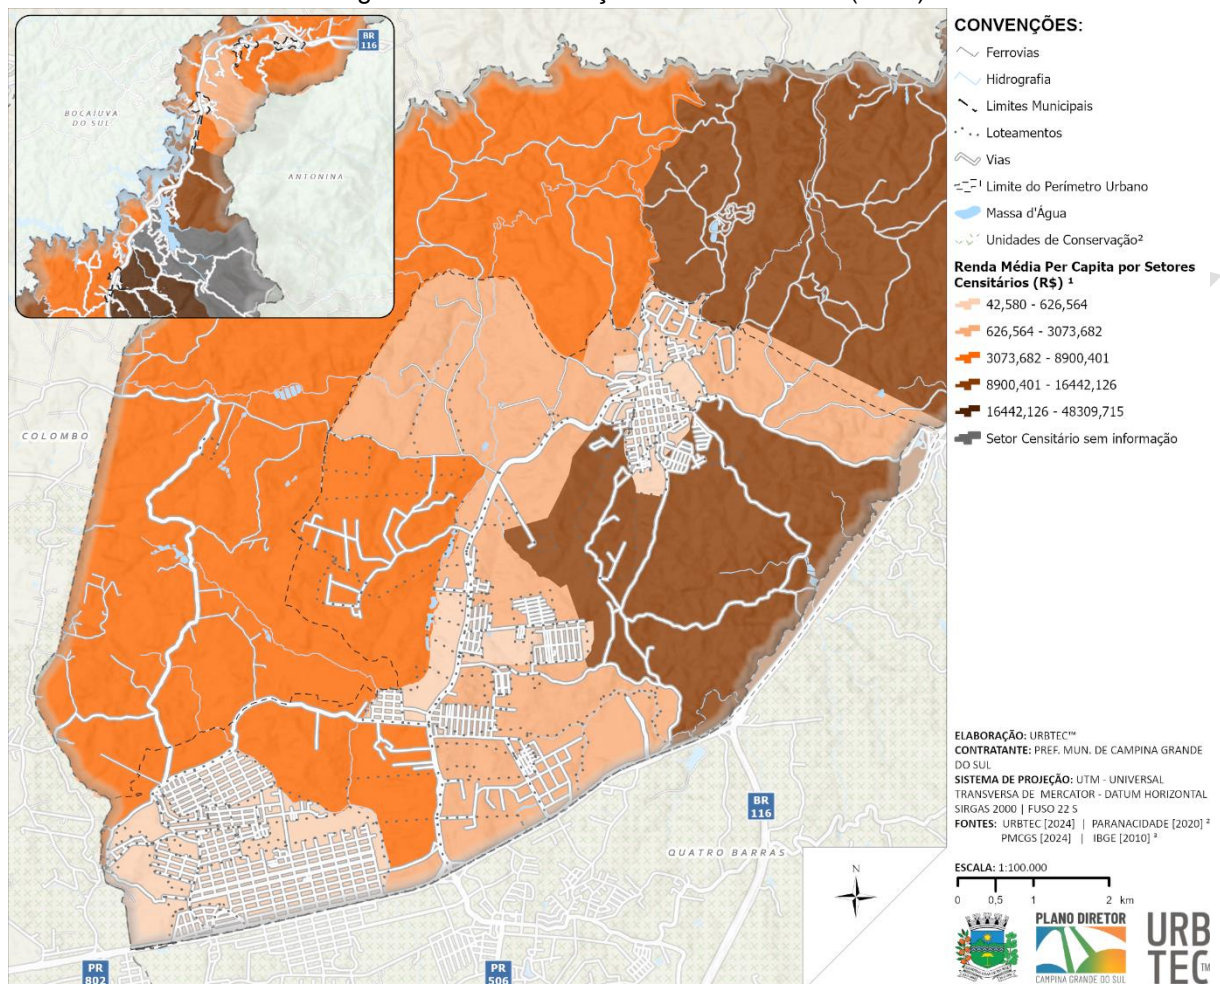 BR
116
BOCAIUVA
DO SUL
ANTONINA
COLOMBO
QUATRO BARRAS
BR
116
PR
802
PR
506
N
CONVENÇÕES:
Ferrovias
Hidrografia
Limites Municipais
Loteamentos
Vias
Limite do Perímetro Urbano
Massa d'Água
Unidades de Conservação²
Renda Média Per Capita por Setores
Censitários (R$) ¹
42,580 - 626,564
626,564 - 3073,682
3073,682 - 8900,401
8900,401 - 16442,126
16442,126 - 48309,715
Setor Censitário sem informação
ELABORAÇÃO: URBTEC™
CONTRATANTE: PREF. MUN. DE CAMPINA GRANDE
DO SUL
SISTEMA DE PROJEÇÃO: UTM - UNIVERSAL
TRANSVERSA DE MERCATOR - DATUM HORIZONTAL
SIRGAS 2000 | FUSO 22 S
FONTES: URBTEC [2024] | PARANACIDADE [2020] ²
PMCGS [2024] | IBGE [2010] ³
ESCALA: 1:100.000
0 0,5 1 2 km
PLANO DIRETOR
CAMPINA GRANDE DO SUL
URB
TEC™